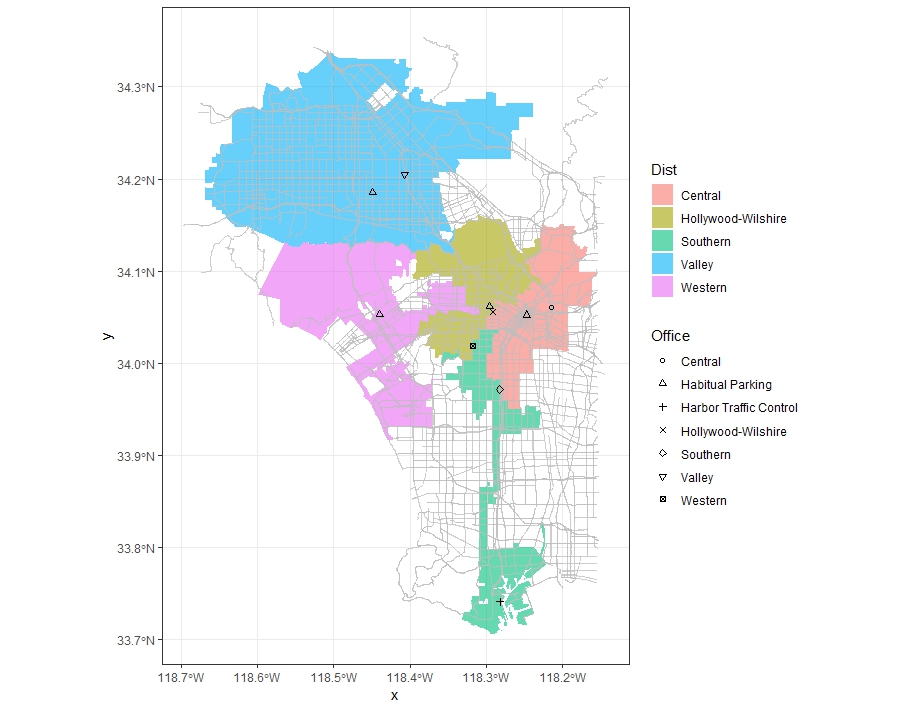 34.3°N
34.2°N
34.1°N
34.0°N
33.9°N
33.8°N
33.7°N
y
118.7°W 118.6°W 118.5°W 118.4°W 118.3°W 118.2°W
x
Dist
Central
Hollywood-Wilshire
Southern
Valley
Western
Office
Central
Habitual Parking
Harbor Traffic Control
Hollywood-Wilshire
Southern
Valley
Western